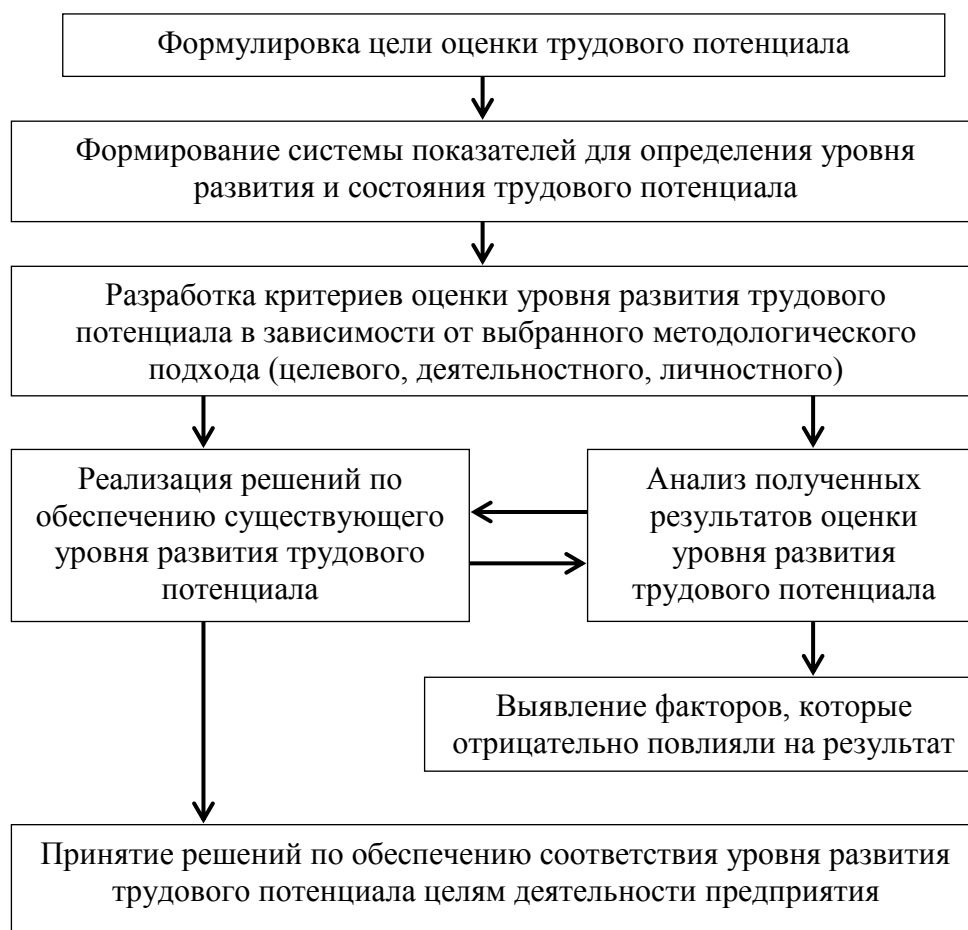 Формулировка цели оценки трудового потенциала
Формирование системы показателей для определения уровня
развития и состояния трудового потенциала
Разработка критериев оценки уровня развития трудового
потенциала в зависимости от выбранного методологического
подхода (целевого, деятельностного, личностного)
Реализация решений по
обеспечению существующего
уровня развития трудового
потенциала
Анализ полученных
результатов оценки
уровня развития
трудового потенциала
Выявление факторов, которые
отрицательно повлияли на результат
Принятие решений по обеспечению соответствия уровня развития
трудового потенциала целям деятельности предприятия